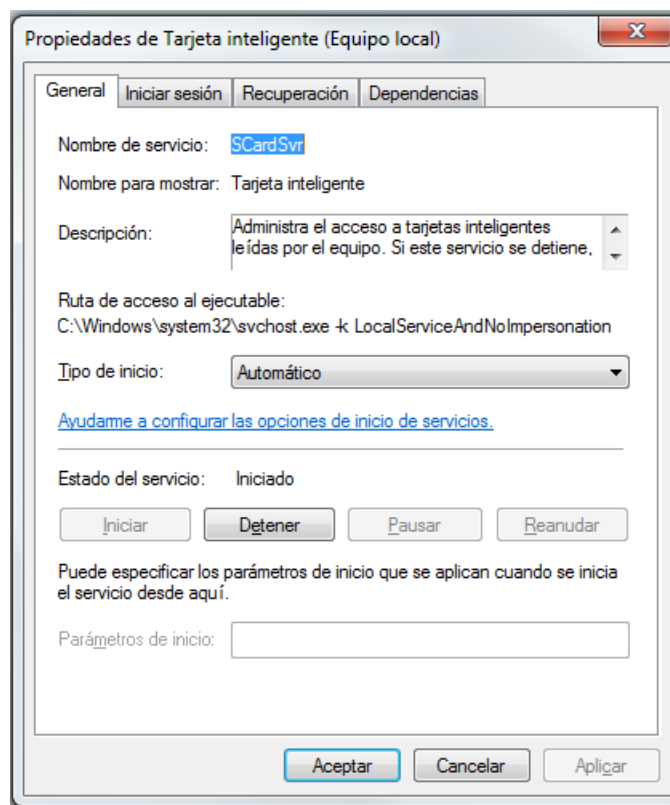 Propiedades de Tarjeta inteligente (Equipo local)
General Iniciar sesión Recuperación Dependencias
Nombre de servicio: SCardSvr
Nombre para mostrar: Tarjeta inteligente
Descripción: Administra el acceso a tarjetas inteligentes
leídas por el equipo. Si este servicio se detiene,
Ruta de acceso al ejecutable:
C:\Windows\system32\svchost.exe -k LocalServiceAndNoImpersonation
Tipo de inicio: Automático
Ayudarme a configurar las opciones de inicio de servicios.
Estado del servicio: Iniciado
Iniciar Detener Pausar Reanudar
Puede especificar los parámetros de inicio que se aplican cuando se inicia
el servicio desde aquí.
Parámetros de inicio:
Aceptar Cancelar Aplicar